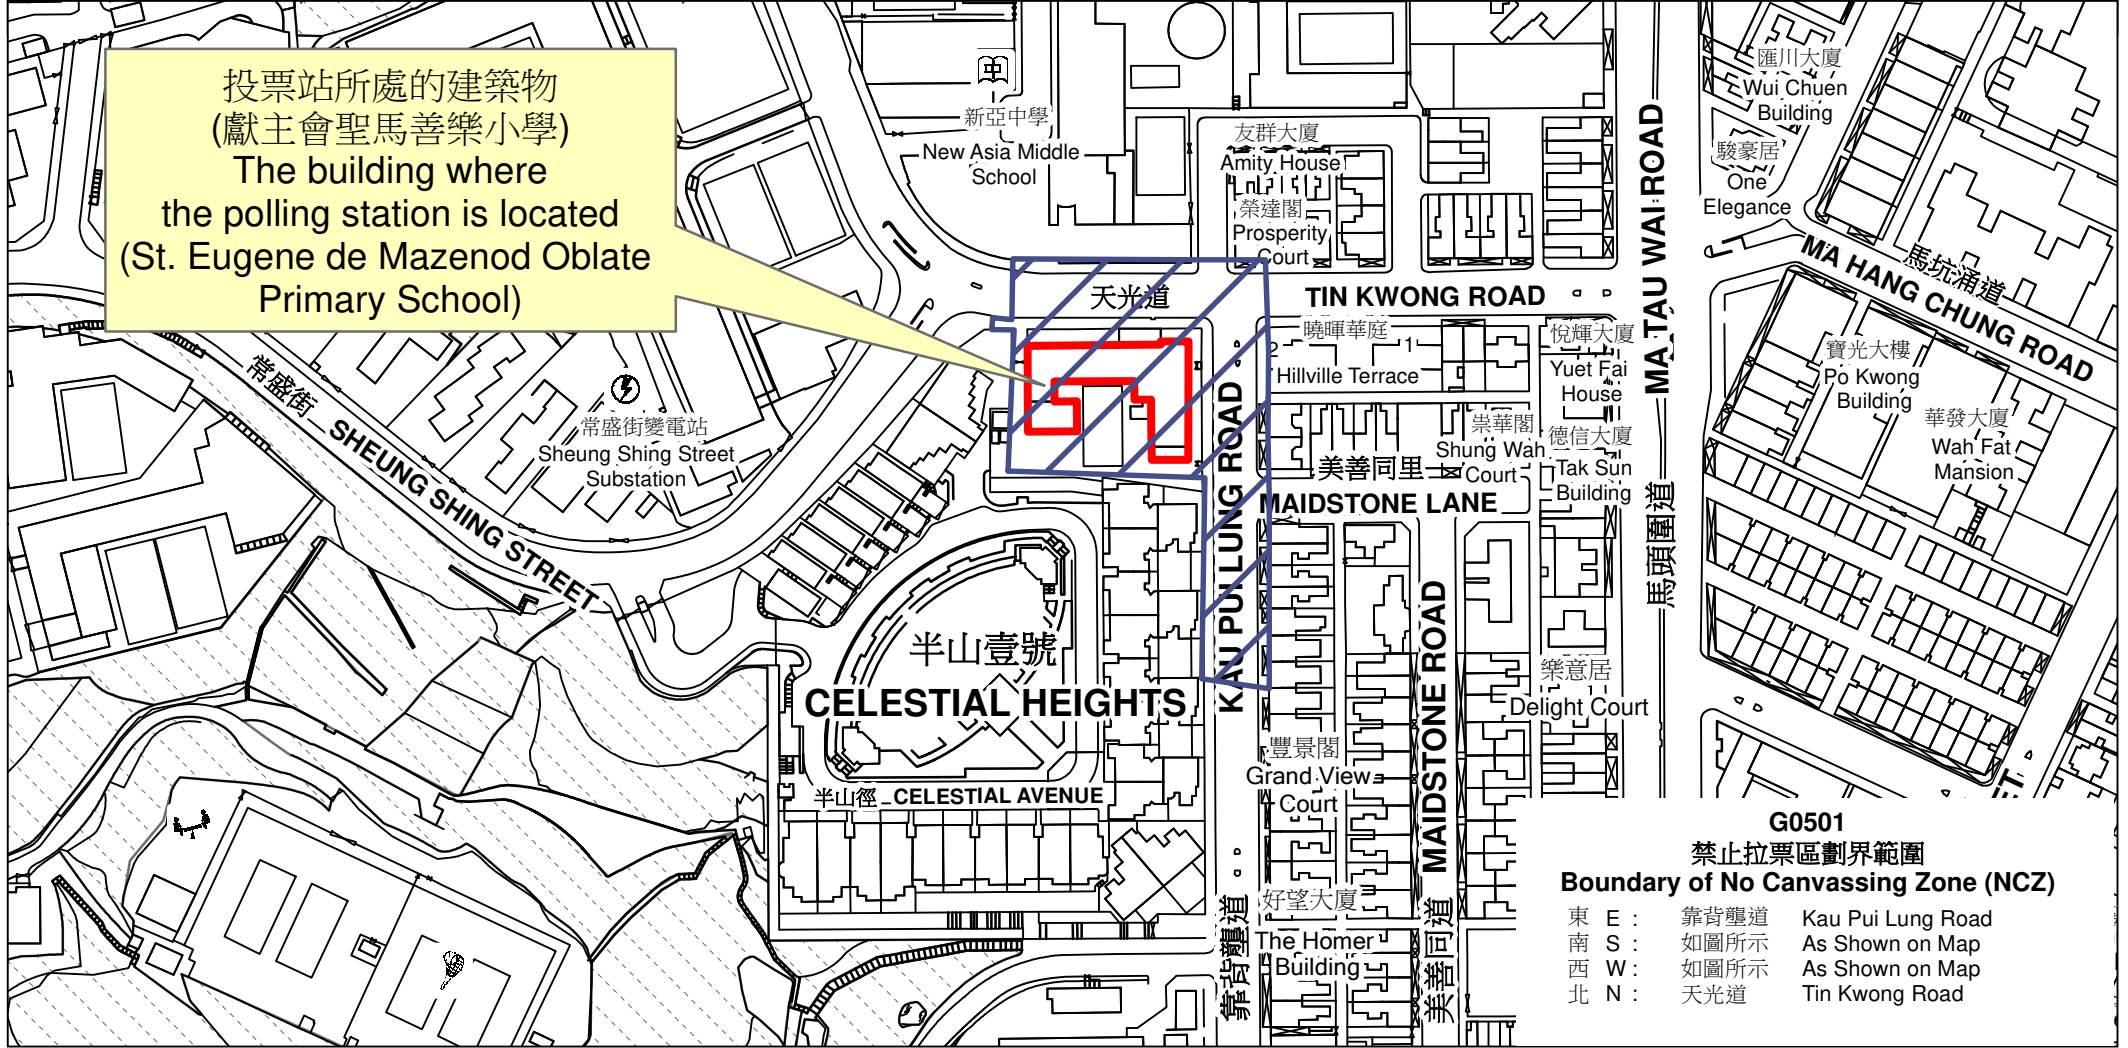 投票站所處的建築物
(獻主會聖馬善樂小學)
The building where
the polling station is located
(St. Eugene de Mazenod Oblate
Primary School)
中
新亞中學
New Asia Middle
School
友群大廈
Amity House
榮達閣
Prosperity
Court
匯川大廈
Wui Chuen
Building
駿豪居
One
Elegance
MA TAU WAI ROAD
馬頭圍道
馬坑涌道
MA HANG CHUNG ROAD
天光道
TIN KWONG ROAD
曉暉華庭
2
1
Hillville Terrace
悅輝大廈
Yuet Fai
House
寶光大樓
Po Kwong
Building
華發大廈
Wah Fat
Mansion
崇華閣
Shung Wah
Court
德信大廈
Tak Sun
Building
美善同里
MAIDSTONE LANE
常盛街
SHEUNG SHING STREET
常盛街變電站
Sheung Shing Street
Substation
KAU PUI LUNG ROAD
靠背壟道
MAIDSTONE ROAD
美善同道
半山壹號
CELESTIAL HEIGHTS
半山徑
CELESTIAL AVENUE
樂意居
Delight Court
豐景閣
Grand View
Court
好望大廈
The Homer
Building
ET
G0501
禁止拉票區劃界範圍
Boundary of No Canvassing Zone (NCZ)
東 E : 靠背壟道 Kau Pui Lung Road
南 S : 如圖所示 As Shown on Map
西 W : 如圖所示 As Shown on Map
北 N : 天光道 Tin Kwong Road